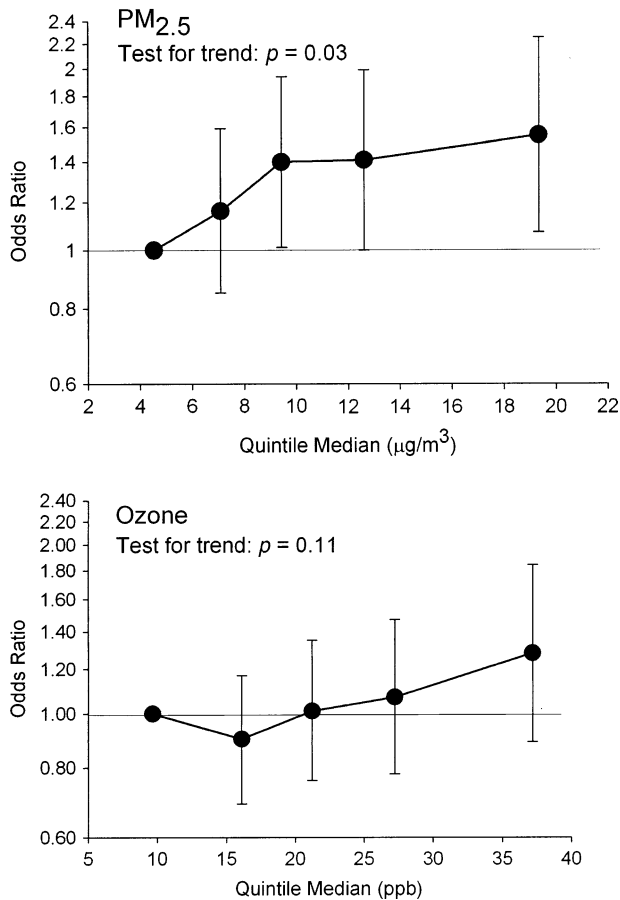 PM2.5
Test for trend: p = 0.03
2.4
2.2
2
1.8
1.6
1.4
1.2
1
0.8
0.6
Odds Ratio
2 4 6 8 10 12 14 16 18 20 22
Quintile Median (μg/m3)
Ozone
Test for trend: p = 0.11
2.40
2.20
2.00
1.80
1.60
1.40
1.20
1.00
0.80
0.60
Odds Ratio
5 10 15 20 25 30 35 40
Quintile Median (ppb)